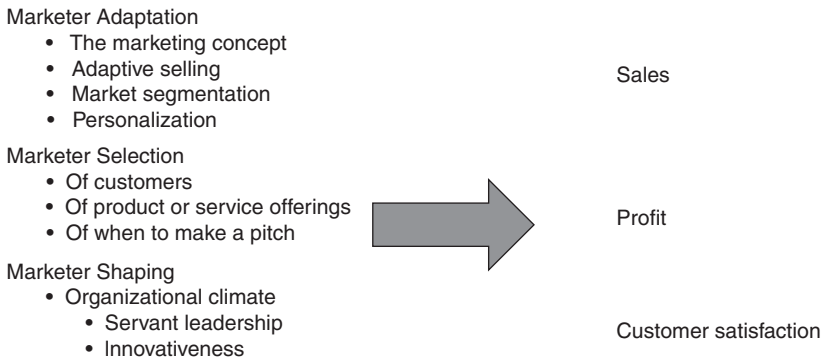 Marketer Adaptation
• The marketing concept
• Adaptive selling
• Market segmentation
• Personalization
Marketer Selection
• Of customers
• Of product or service offerings
• Of when to make a pitch
Marketer Shaping
• Organizational climate
• Servant leadership
• Innovativeness
Sales
Profit
Customer satisfaction